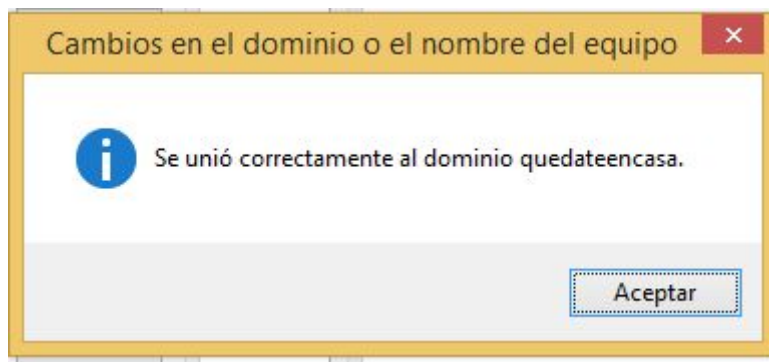 Cambios en el dominio o el nombre del equipo
Se unió correctamente al dominio quedateencasa.
Aceptar